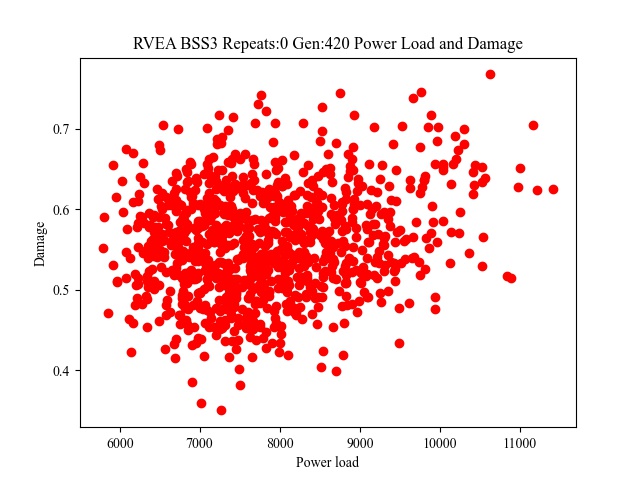 RVEA BSS3 Repeats:0 Gen:420 Power Load and Damage
0.7
0.6
0.5
0.4
Damage
6000 7000 8000 9000 10000 11000
Power load